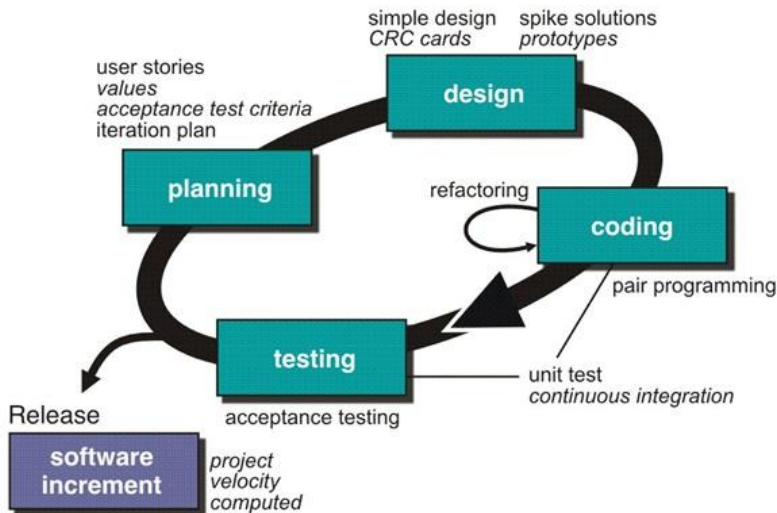 simple design
CRC cards
spike solutions
prototypes
user stories
values
acceptance test criteria
iteration plan
design
planning
refactoring
coding
pair programming
testing
unit test
continuous integration
acceptance testing
Release
software
increment
project
velocity
computed